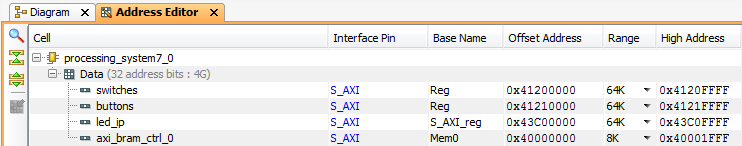 Diagram Address Editor
Cell Interface Pin Base Name Offset Address Range High Address
processing_system7_0
Data (32 address bits : 4G)
switches S_AXI Reg 0x41200000 64K 0x4120FFFF
buttons S_AXI Reg 0x41210000 64K 0x4121FFFF
led_ip S_AXI S_AXI_reg 0x43C00000 64K 0x43C0FFFF
axi_bram_ctrl_0 S_AXI Mem0 0x40000000 8K 0x40001FFF